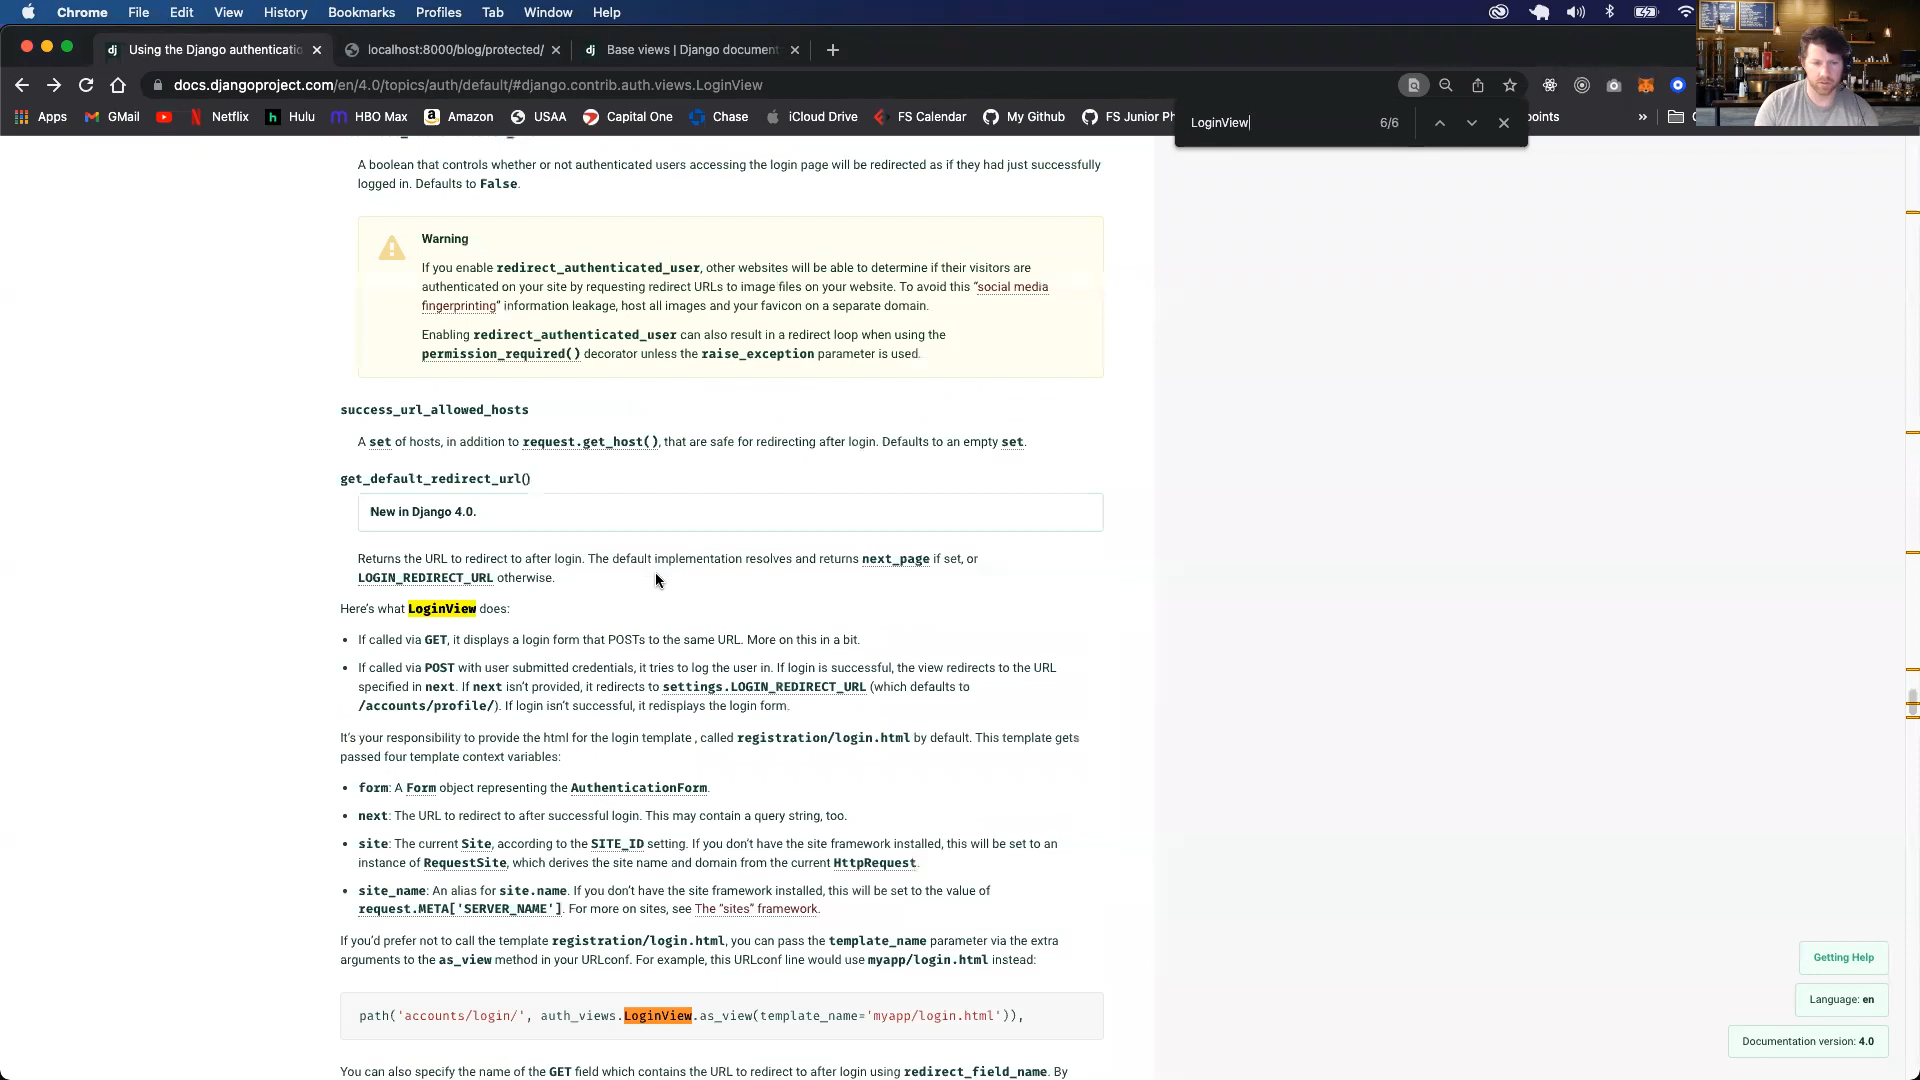 Chrome File Edit View History Bookmarks Profiles Tab Window Help
Using the Django authenticatio
localhost:8000/blog/protected/
Base views | Django document
docs.djangoproject.com/en/4.0/topics/auth/default/#django.contrib.auth.views.LoginView
Apps GMail Netflix Hulu HBO Max Amazon USAA Capital One Chase iCloud Drive FS Calendar My Github FS Junior Ph points »
LoginView 6/6
A boolean that controls whether or not authenticated users accessing the login page will be redirected as if they had just successfully
logged in. Defaults to False.
Warning
If you enable redirect_authenticated_user, other websites will be able to determine if their visitors are
authenticated on your site by requesting redirect URLs to image files on your website. To avoid this “social media
fingerprinting” information leakage, host all images and your favicon on a separate domain.
Enabling redirect_authenticated_user can also result in a redirect loop when using the
permission_required() decorator unless the raise_exception parameter is used.
success_url_allowed_hosts
A set of hosts, in addition to request.get_host(), that are safe for redirecting after login. Defaults to an empty set.
get_default_redirect_url()
New in Django 4.0.
Returns the URL to redirect to after login. The default implementation resolves and returns next_page if set, or
LOGIN_REDIRECT_URL otherwise.
Here’s what LoginView does:
• If called via GET, it displays a login form that POSTs to the same URL. More on this in a bit.
• If called via POST with user submitted credentials, it tries to log the user in. If login is successful, the view redirects to the URL
specified in next. If next isn’t provided, it redirects to settings.LOGIN_REDIRECT_URL (which defaults to
/accounts/profile/). If login isn’t successful, it redisplays the login form.
It’s your responsibility to provide the html for the login template , called registration/login.html by default. This template gets
passed four template context variables:
• form: A Form object representing the AuthenticationForm.
• next: The URL to redirect to after successful login. This may contain a query string, too.
• site: The current Site, according to the SITE_ID setting. If you don’t have the site framework installed, this will be set to an
instance of RequestSite, which derives the site name and domain from the current HttpRequest.
• site_name: An alias for site.name. If you don’t have the site framework installed, this will be set to the value of
request.META['SERVER_NAME']. For more on sites, see The “sites” framework.
If you’d prefer not to call the template registration/login.html, you can pass the template_name parameter via the extra
arguments to the as_view method in your URLconf. For example, this URLconf line would use myapp/login.html instead:
path('accounts/login/', auth_views.LoginView.as_view(template_name='myapp/login.html')),
You can also specify the name of the GET field which contains the URL to redirect to after login using redirect_field_name. By
Getting Help
Language: en
Documentation version: 4.0